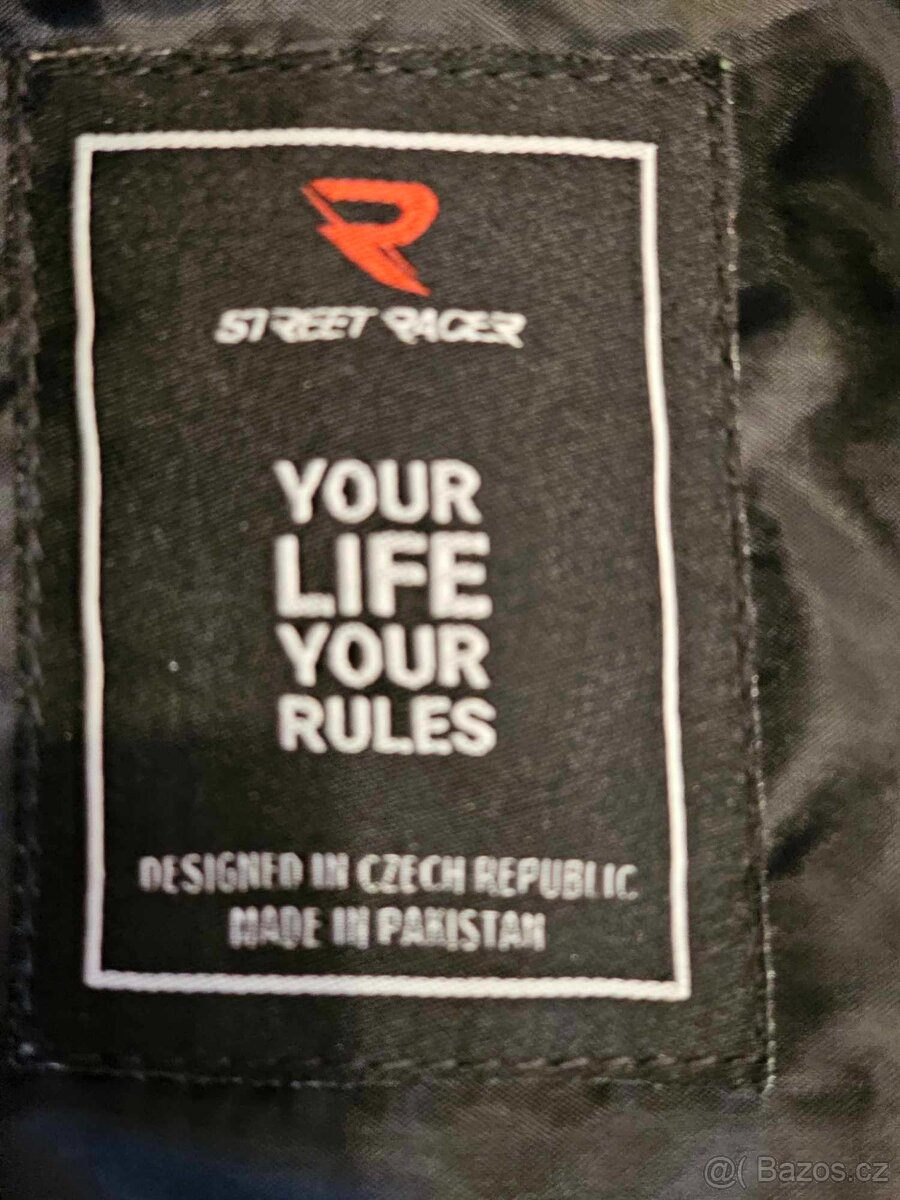 STREET RACER
YOUR
LIFE
YOUR
RULES
DESIGNED IN CZECH REPUBLIC
MADE IN PAKISTAN
@( Bazos.cz